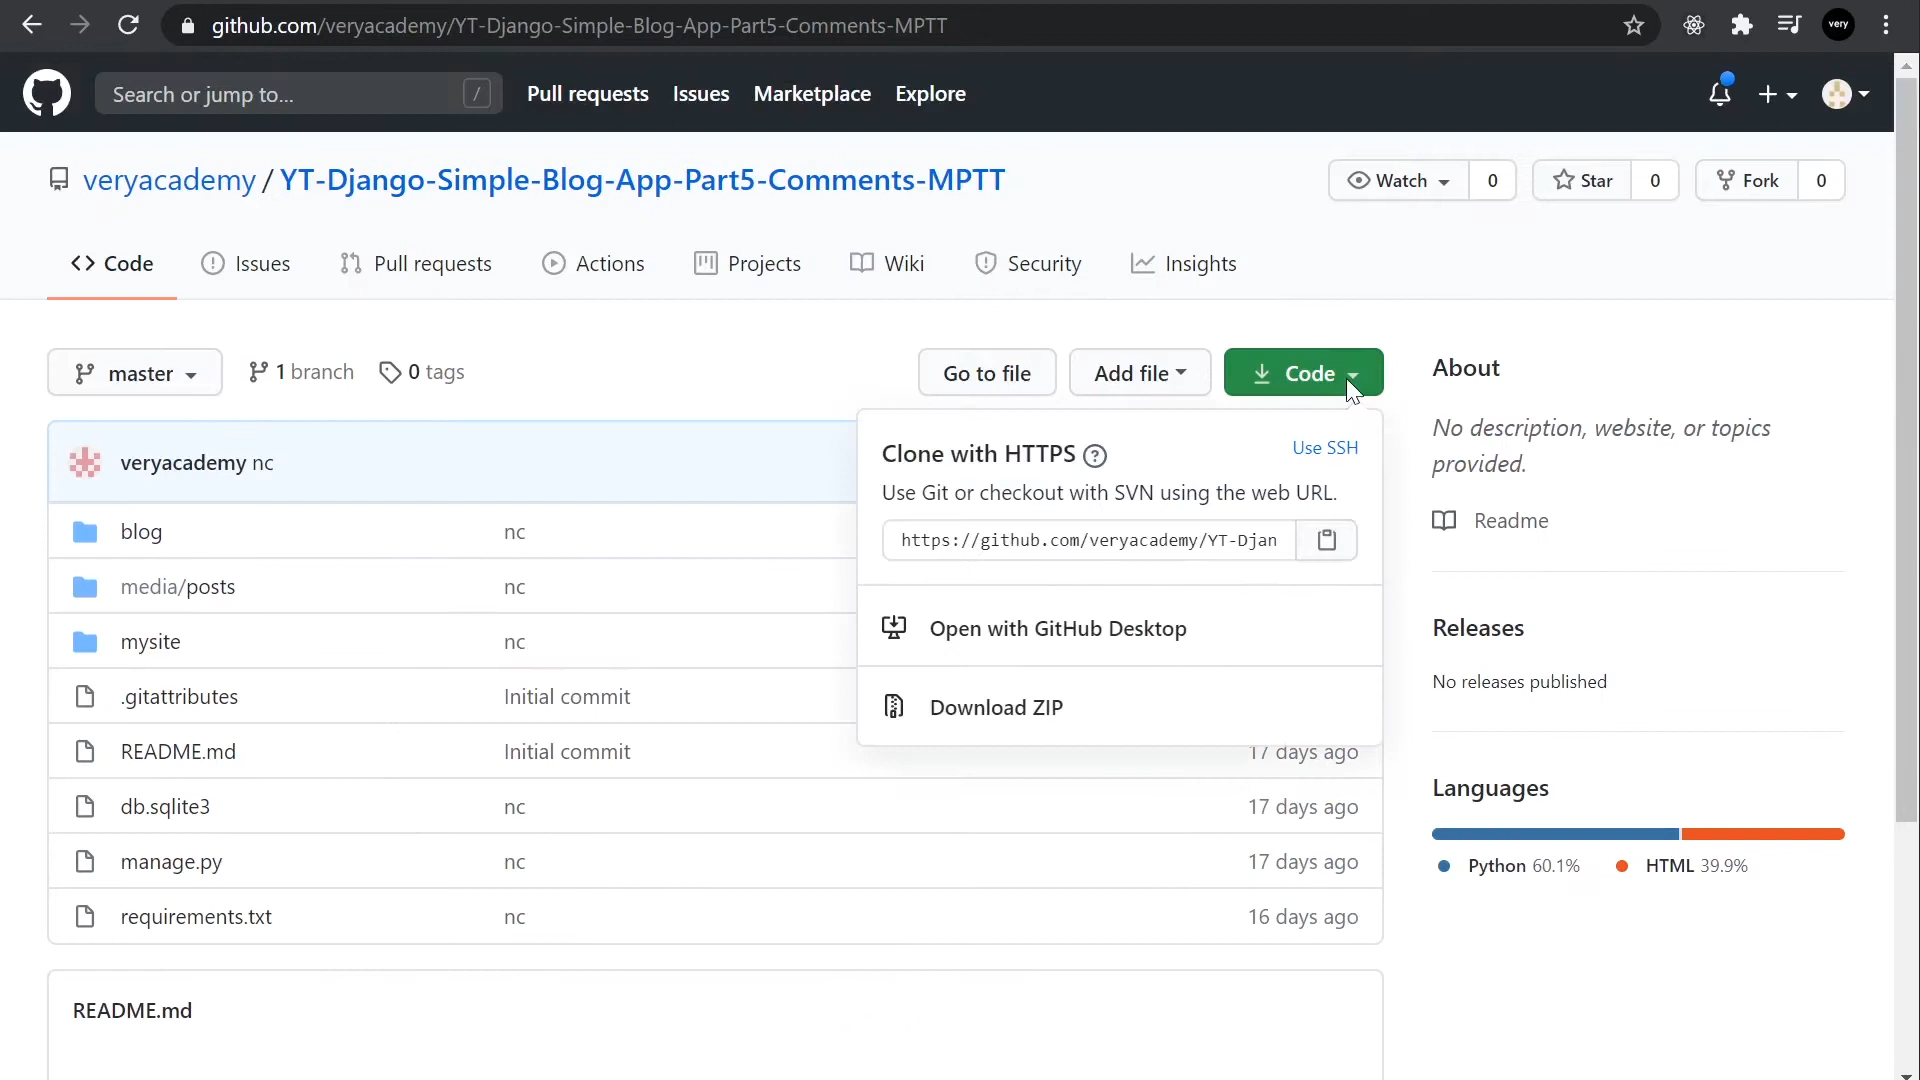 github.com/veryacademy/YT-Django-Simple-Blog-App-Part5-Comments-MPTT
very
Search or jump to... /
Pull requests Issues Marketplace Explore
veryacademy / YT-Django-Simple-Blog-App-Part5-Comments-MPTT
Watch 0 Star 0 Fork 0
Code Issues Pull requests Actions Projects Wiki Security Insights
master 1 branch 0 tags Go to file Add file Code
About
No description, website, or topics
provided.
Readme
Releases
No releases published
Languages
Python 60.1% HTML 39.9%
Clone with HTTPS ? Use SSH
Use Git or checkout with SVN using the web URL.
https://github.com/veryacademy/YT-Djan
Open with GitHub Desktop
Download ZIP
veryacademy nc
blog nc
media/posts nc
mysite nc
.gitattributes Initial commit
README.md Initial commit 17 days ago
db.sqlite3 nc 17 days ago
manage.py nc 17 days ago
requirements.txt nc 16 days ago
README.md